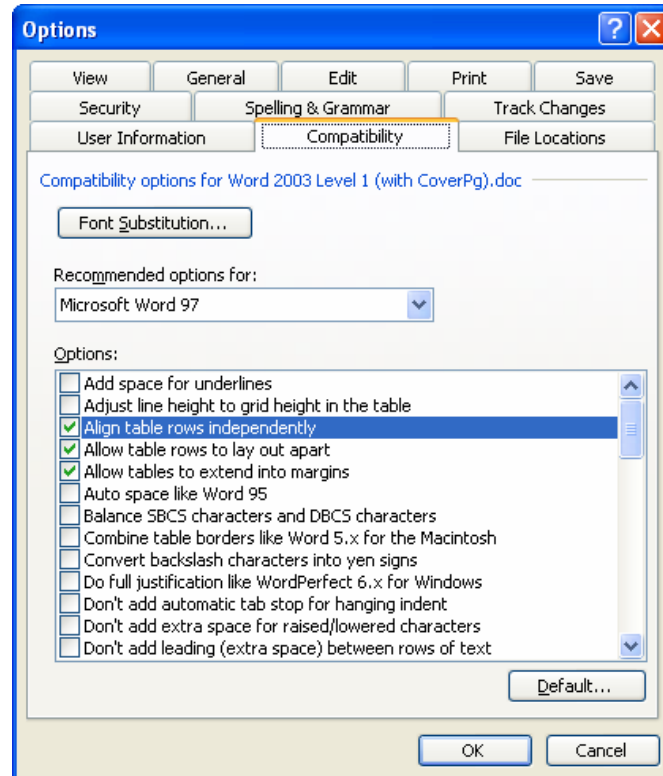 Options
View General Edit Print Save
Security Spelling & Grammar Track Changes
User Information Compatibility File Locations
Compatibility options for Word 2003 Level 1 (with CoverPg).doc
Font Substitution...
Recommended options for:
Microsoft Word 97
Options:
Add space for underlines
Adjust line height to grid height in the table
Align table rows independently
Allow table rows to lay out apart
Allow tables to extend into margins
Auto space like Word 95
Balance SBCS characters and DBCS characters
Combine table borders like Word 5.x for the Macintosh
Convert backslash characters into yen signs
Do full justification like WordPerfect 6.x for Windows
Don't add automatic tab stop for hanging indent
Don't add extra space for raised/lowered characters
Don't add leading (extra space) between rows of text
Default...
OK Cancel